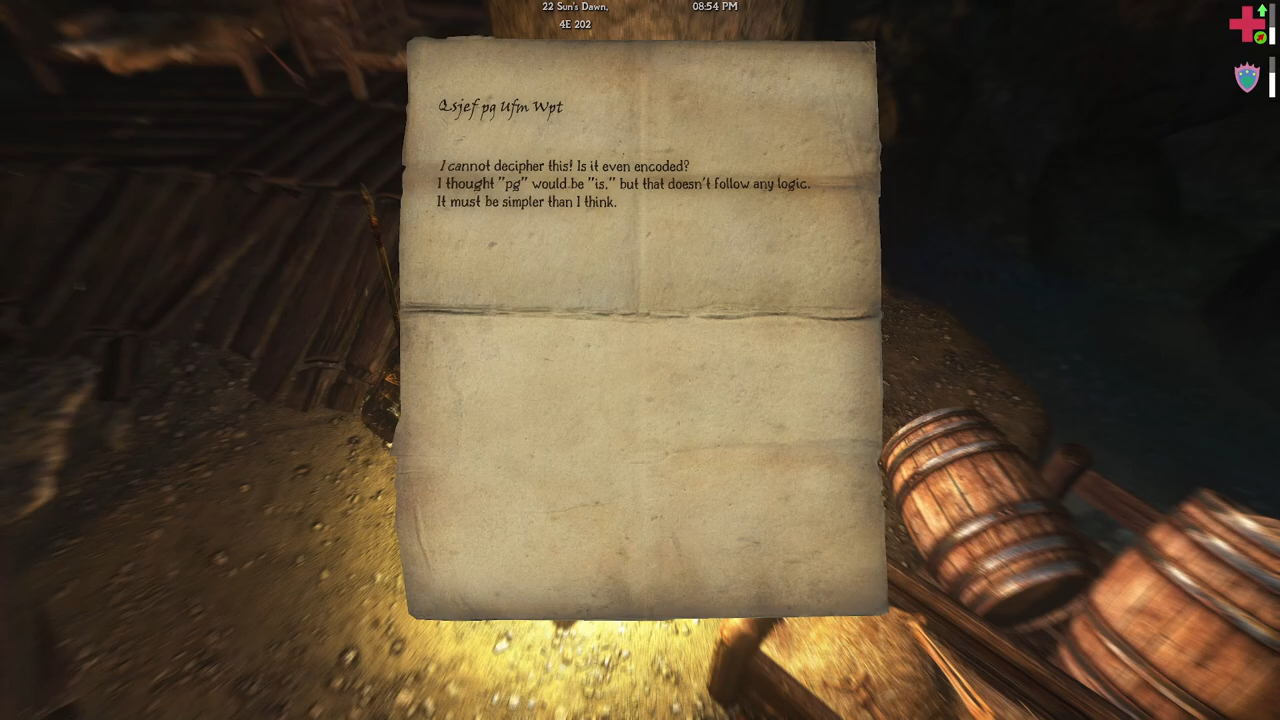 22 Sun's Dawn, 08:54 PM
4E 202
Qsjef pg Ufm Wpt
I cannot decipher this! Is it even encoded?
I thought "pg" would be "is," but that doesn't follow any logic.
It must be simpler than I think.